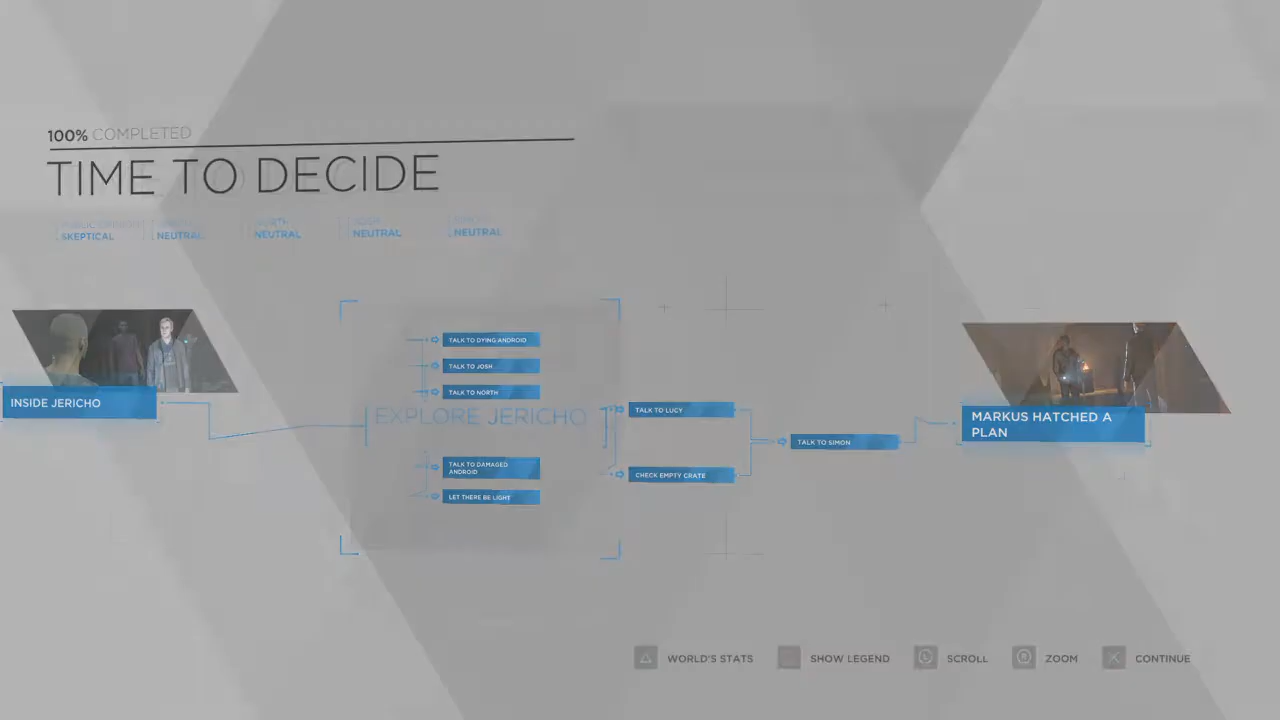 100% COMPLETED
TIME TO DECIDE
SKEPTICAL
NEUTRAL
NORTH
NEUTRAL
JOSH
NEUTRAL
SIMON
NEUTRAL
INSIDE JERICHO
EXPLORE JERICHO
TALK TO DYING ANDROID
TALK TO JOSH
TALK TO NORTH
TALK TO DAMAGED
ANDROID
LET THERE BE LIGHT
TALK TO LUCY
CHECK EMPTY CRATE
TALK TO SIMON
MARKUS HATCHED A
PLAN
WORLD'S STATS
SHOW LEGEND
SCROLL
R
ZOOM
CONTINUE